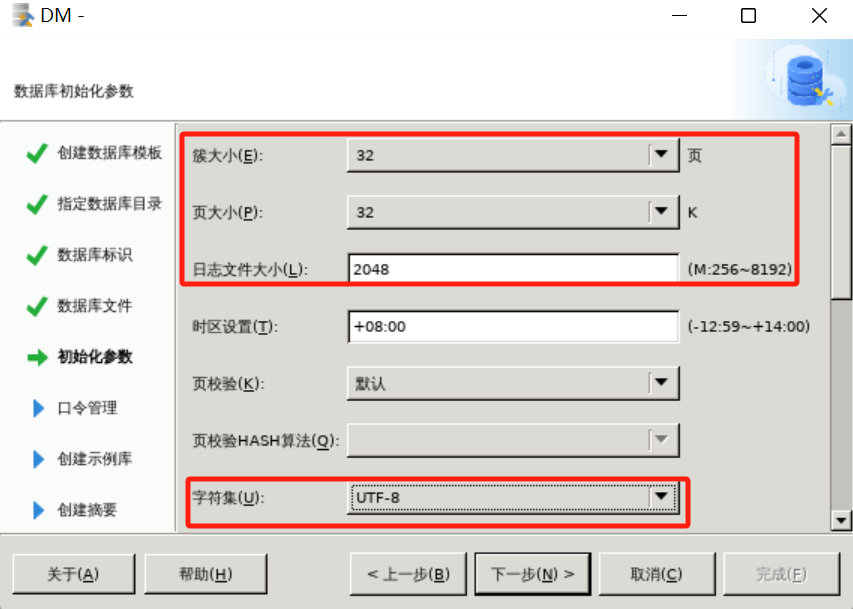 DM -
数据库初始化参数
创建数据库模板
指定数据库目录
数据库标识
数据库文件
初始化参数
口令管理
创建示例库
创建摘要
簇大小(E): 32 页
页大小(P): 32 K
日志文件大小(L): 2048 (M:256~8192)
时区设置(T): +08:00 (-12:59~+14:00)
页校验(K): 默认
页校验HASH算法(Q):
字符集(U): UTF-8
关于(A) 帮助(H) < 上一步(B) 下一步(N) > 取消(C) 完成(F)